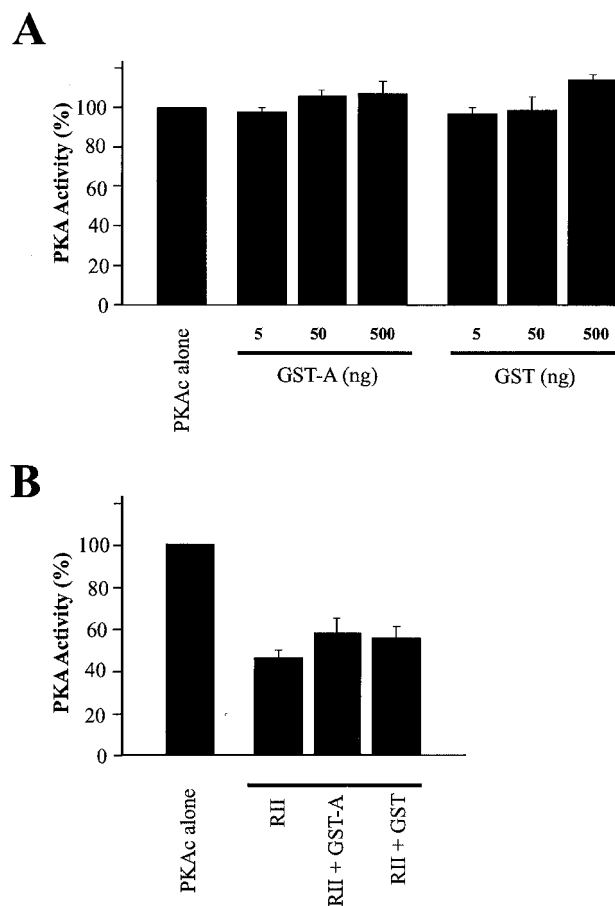 A
PKA Activity (%)
100
80
60
40
20
0
PKAc alone
5 50 500
GST-A (ng)
5 50 500
GST (ng)
B
PKA Activity (%)
100
80
60
40
20
0
PKAc alone
RII
RII + GST-A
RII + GST